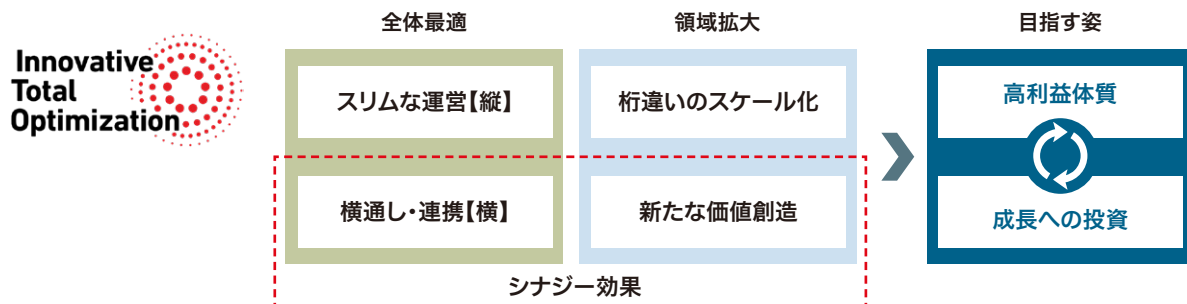 Innovative
Total
Optimization
全体最適
領域拡大
目指す姿
スリムな運営【縦】
桁違いのスケール化
高利益体質
横通し・連携【横】
新たな価値創造
成長への投資
シナジー効果